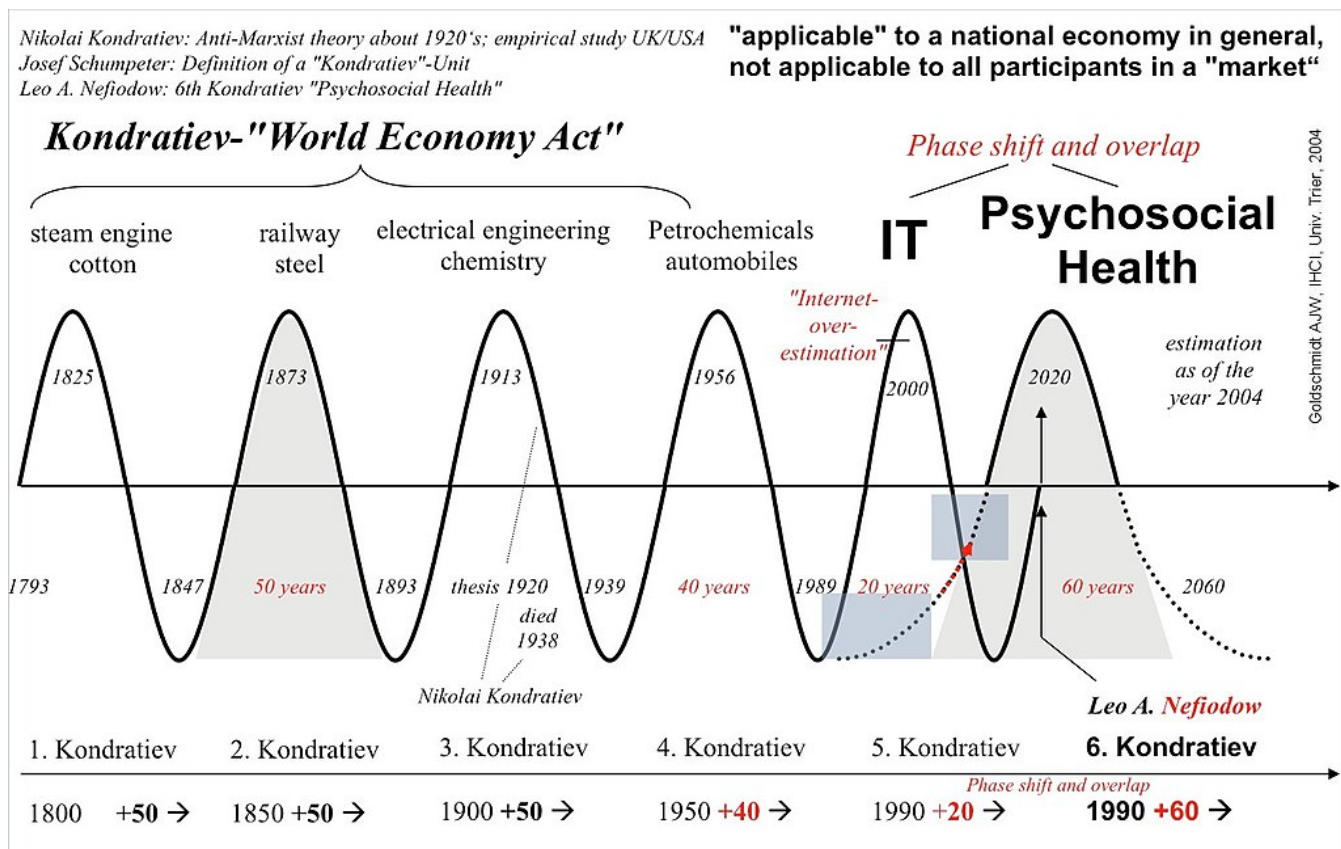 Nikolai Kondratiev: Anti-Marxist theory about 1920's; empirical study UK/USA
Josef Schumpeter: Definition of a "Kondratiev"-Unit
Leo A. Nefiodow: 6th Kondratiev "Psychosocial Health"
"applicable" to a national economy in general,
not applicable to all participants in a "market“
Kondratiev-"World Economy Act"
Phase shift and overlap
steam engine
cotton
railway
steel
electrical engineering
chemistry
Petrochemicals
automobiles
IT
Psychosocial
Health
"Internet-
over-
estimation"
estimation
as of the
year 2004
Goldschmidt AJW, IHCI, Univ. Trier, 2004
1825
1873
1913
1956
2000
2020
1793
1847
50 years
1893
thesis 1920
died
1938
1939
40 years
1989
20 years
60 years
2060
Nikolai Kondratiev
Leo A. Nefiodow
1. Kondratiev
2. Kondratiev
3. Kondratiev
4. Kondratiev
5. Kondratiev
6. Kondratiev
Phase shift and overlap
1800 +50 →
1850 +50 →
1900 +50 →
1950 +40 →
1990 +20 →
1990 +60 →